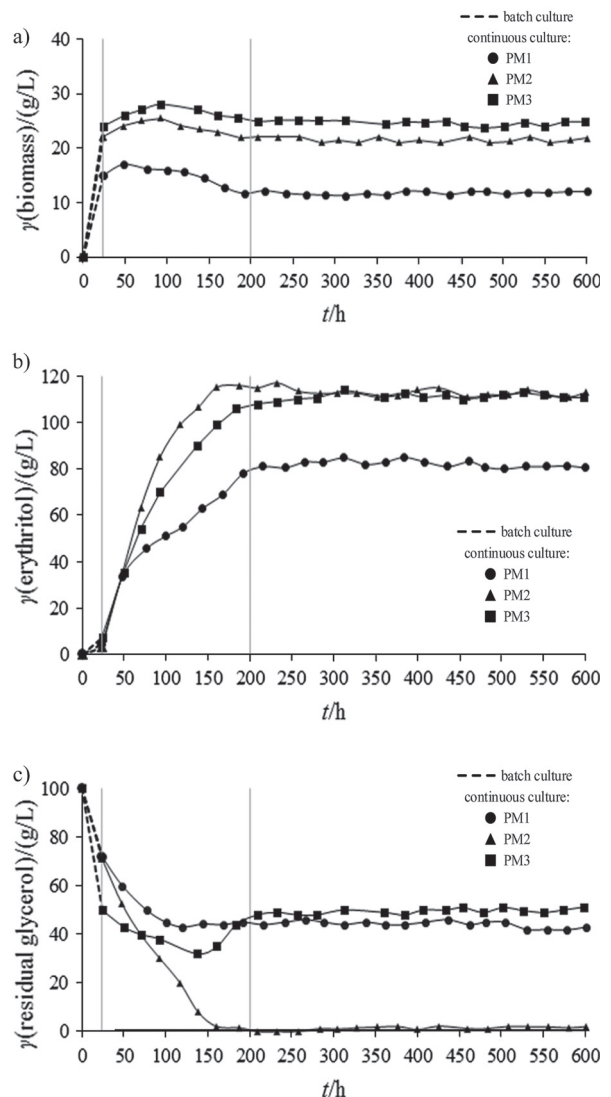 a)
batch culture
continuous culture:
PM1
PM2
PM3
γ(biomass)/(g/L)
40
30
20
10
0
0 50 100 150 200 250 300 350 400 450 500 550 600
t/h
b)
γ(erythritol)/(g/L)
120
100
80
60
40
20
0
batch culture
continuous culture:
PM1
PM2
PM3
0 50 100 150 200 250 300 350 400 450 500 550 600
t/h
c)
batch culture
continuous culture:
PM1
PM2
PM3
γ(residual glycerol)/(g/L)
100
80
60
40
20
0
0 50 100 150 200 250 300 350 400 450 500 550 600
t/h